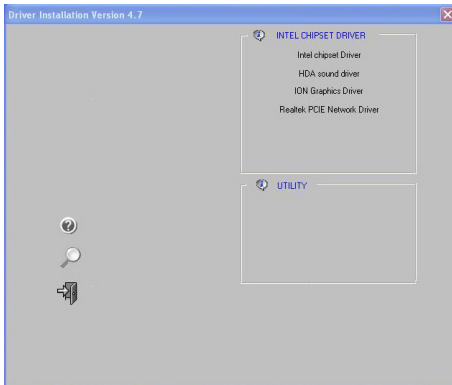 Driver Installation Version 4.7
INTEL CHIPSET DRIVER
Intel chipset Driver
HDA sound driver
ION Graphics Driver
Realtek PCIE Network Driver
UTILITY